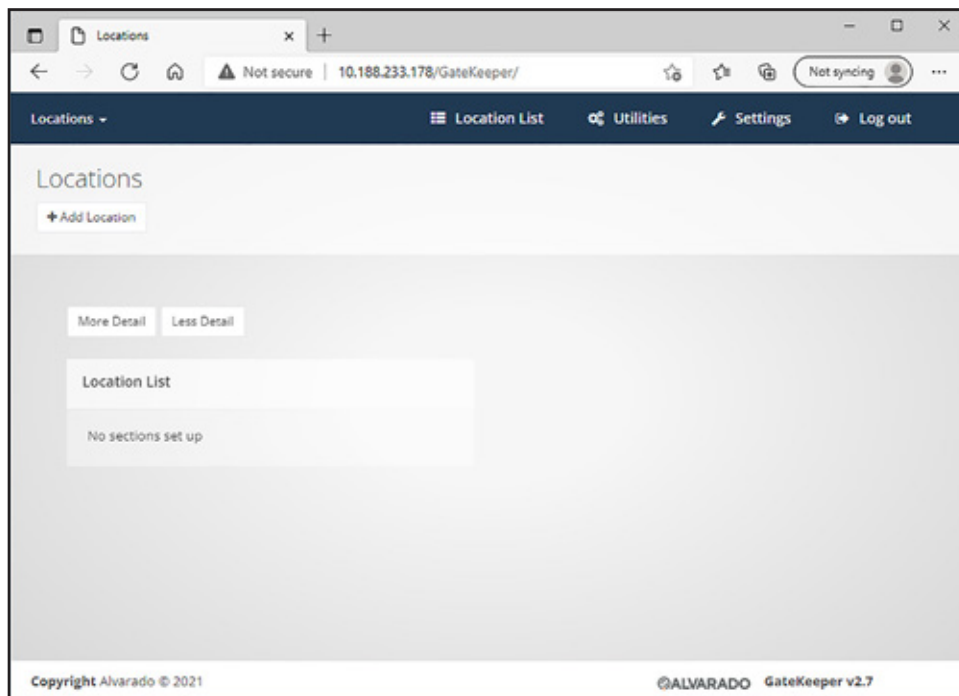 Locations
Not secure | 10.188.233.178/GateKeeper/
Not syncing
Locations
Location List
Utilities
Settings
Log out
Locations
+ Add Location
More Detail
Less Detail
Location List
No sections set up
Copyright Alvarado © 2021
ALVARADO
GateKeeper v2.7